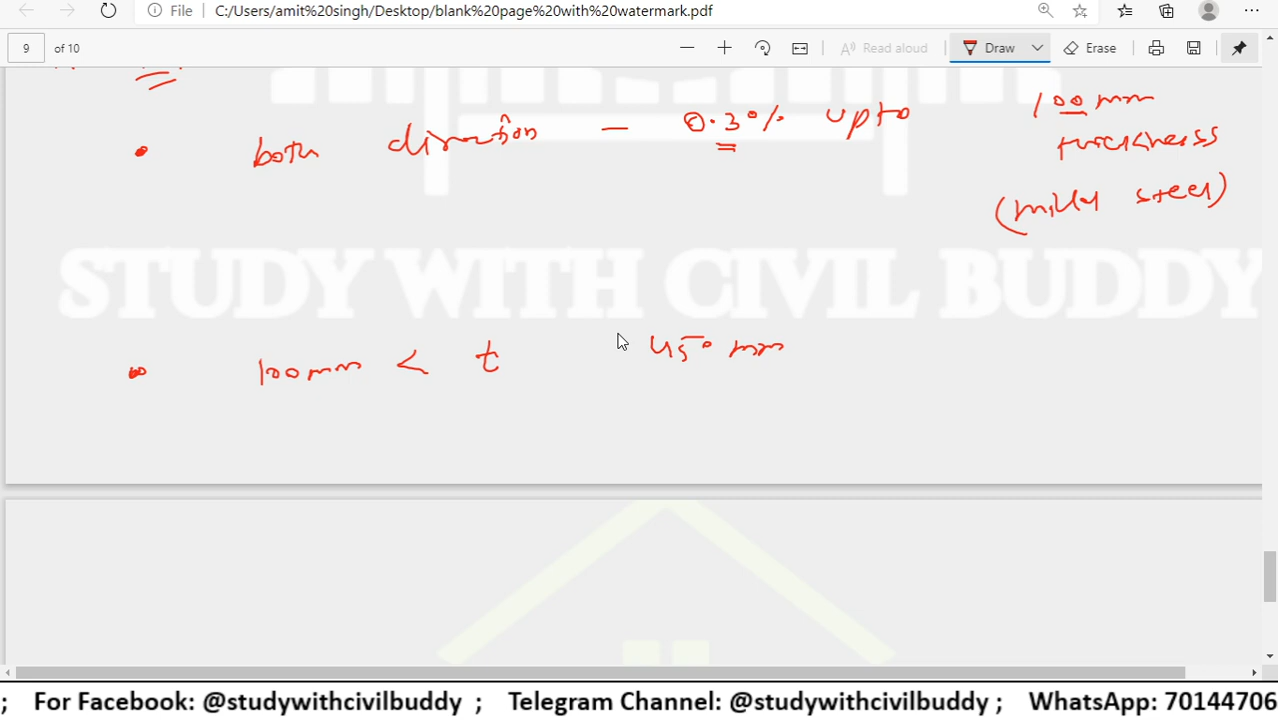 File C:/Users/amit%20singh/Desktop/blank%20page%20with%20watermark.pdf
9 of 10 Read aloud Draw Erase
both direction — 0.3% upto 100mm
thickness
(mild steel)
STUDY WITH CIVIL BUDDY
• 100mm < t 450 mm
; For Facebook: @studywithcivilbuddy ; Telegram Channel: @studywithcivilbuddy ; WhatsApp: 70144706